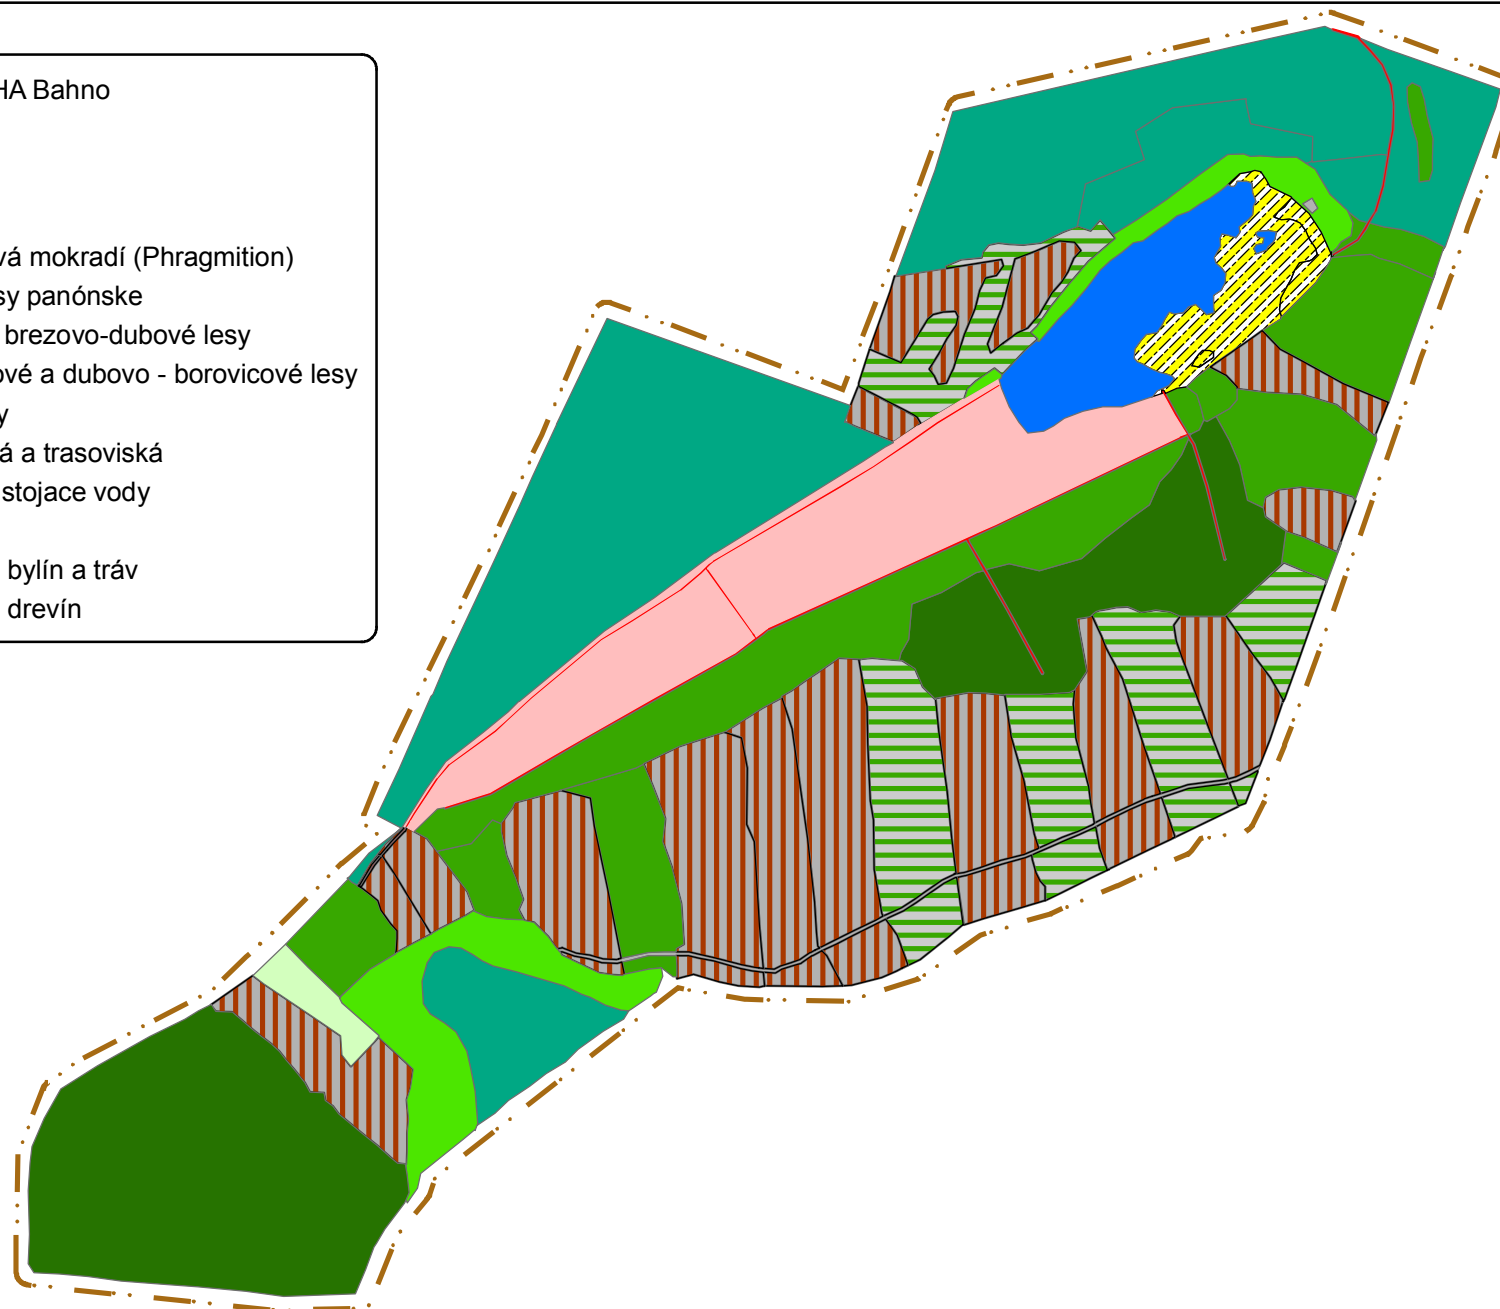 HA Bahno
vá mokradí (Phragmition)
sy panónske
brezovo-dubové lesy
ové a dubovo - borovicové lesy
y
á a trasoviská
stojace vody
bylín a tráv
drevín